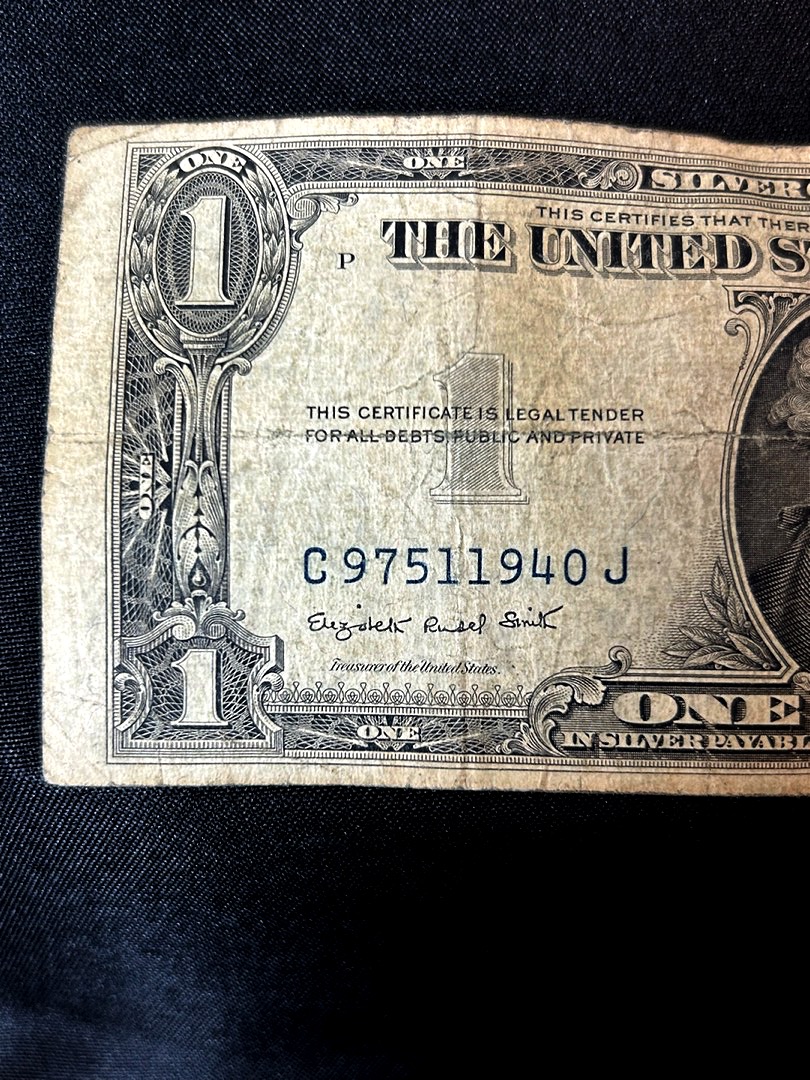 ONE ONE SILVER
THIS CERTIFIES THAT THER
P THE UNITED S
1
1
THIS CERTIFICATE IS LEGAL TENDER
FOR ALL DEBTS PUBLIC AND PRIVATE
ONE
C 97511940 J
Elizabeth Rudel Smith
Treasurer of the United States.
1
ONE
ONE
IN SILVER PAYABL